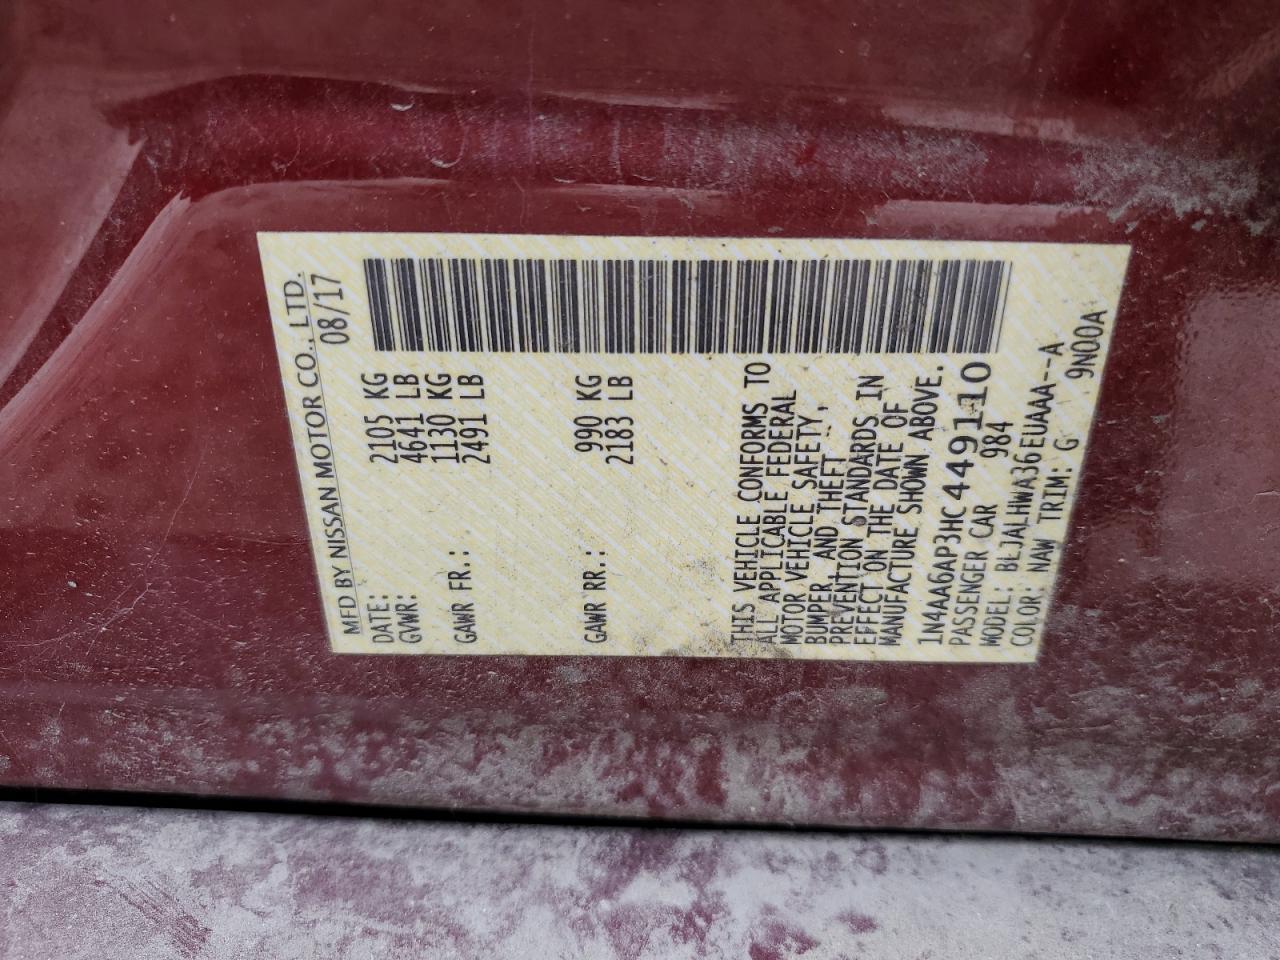 MFD BY NISSAN MOTOR CO., LTD.
DATE: 08/17
GVWR: 2105 KG
4641 LB
GAWR FR.: 1130 KG
2491 LB
GAWR RR.: 990 KG
2183 LB
THIS VEHICLE CONFORMS TO
ALL APPLICABLE FEDERAL
MOTOR VEHICLE SAFETY,
BUMPER, AND THEFT
PREVENTION STANDARDS IN
EFFECT ON THE DATE OF
MANUFACTURE SHOWN ABOVE.
1N4AA6AP3HC449110
PASSENGER CAR 984
MODEL: BLJALHWA36EUAAA--A
COLOR: NAW TRIM: G 9N00A